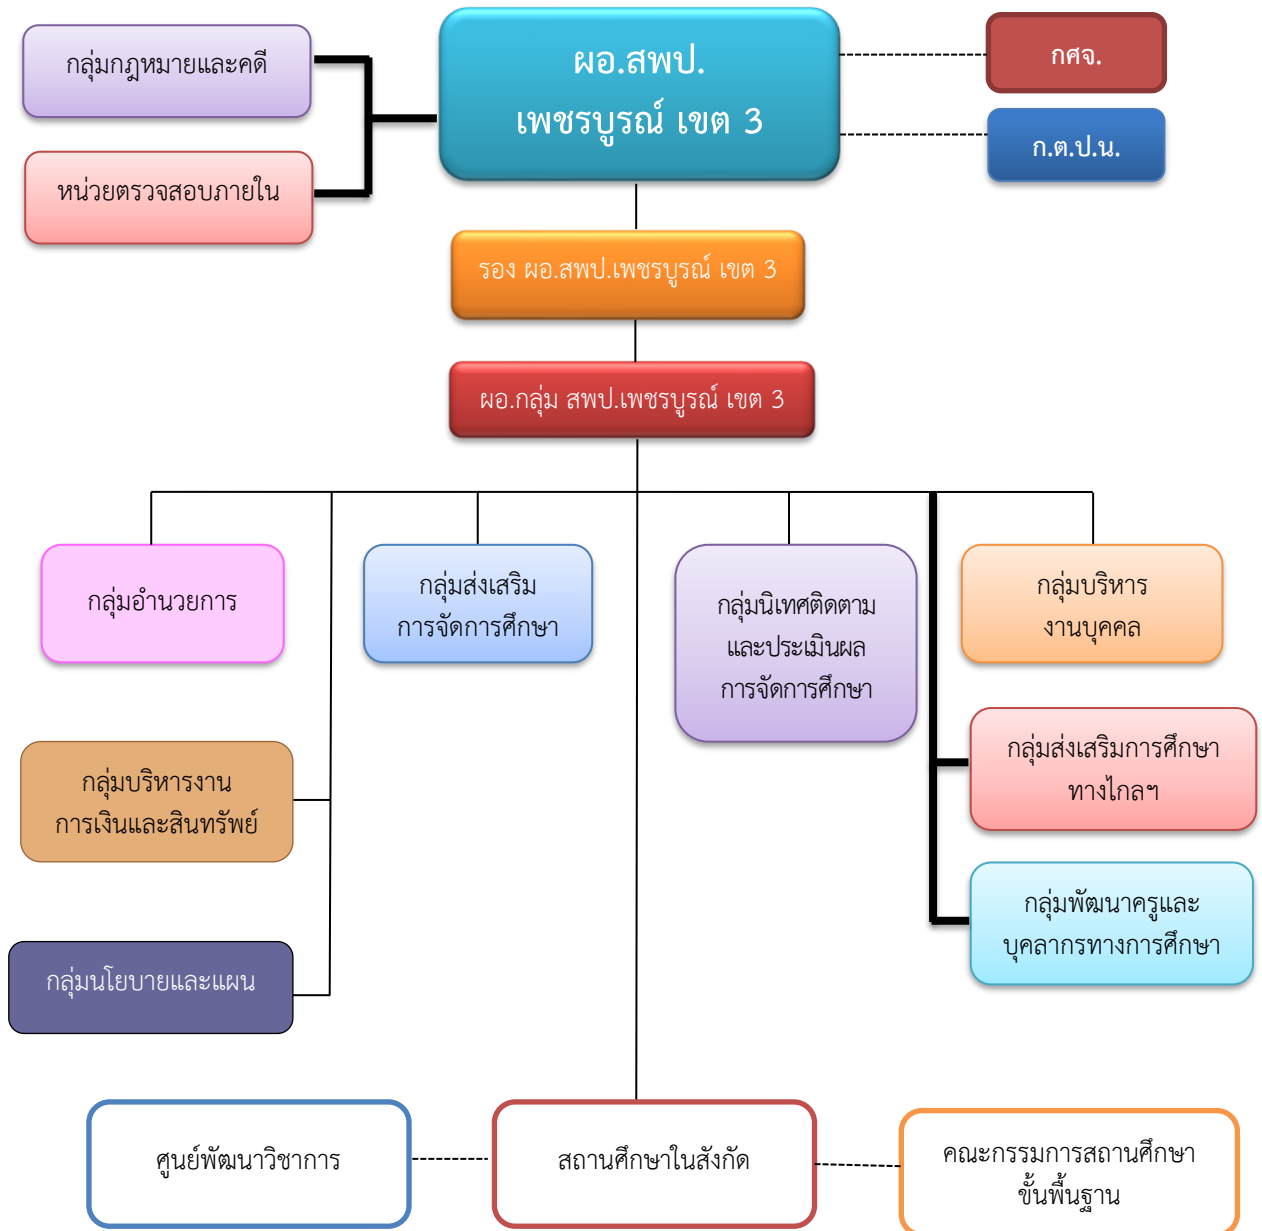 กลุ่มกฎหมายและคดี
ผอ.สพป.
เพชรบูรณ์ เขต 3
กศจ.
ก.ต.ป.น.
หน่วยตรวจสอบภายใน
รอง ผอ.สพป.เพชรบูรณ์ เขต 3
ผอ.กลุ่ม สพป.เพชรบูรณ์ เขต 3
กลุ่มอำนวยการ
กลุ่มส่งเสริม
การจัดการศึกษา
กลุ่มนิเทศติดตาม
และประเมินผล
การจัดการศึกษา
กลุ่มบริหาร
งานบุคคล
กลุ่มบริหารงาน
การเงินและสินทรัพย์
กลุ่มส่งเสริมการศึกษา
ทางไกลฯ
กลุ่มนโยบายและแผน
กลุ่มพัฒนาครูและ
บุคลากรทางการศึกษา
ศูนย์พัฒนาวิชาการ
สถานศึกษาในสังกัด
คณะกรรมการสถานศึกษา
ขั้นพื้นฐาน